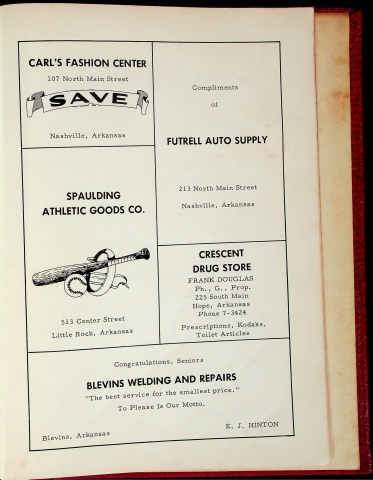 CARL'S FASHION CENTER
107 North Main Street
SAVE
Nashville, Arkansas
Compliments
of
FUTRELL AUTO SUPPLY
213 North Main Street
Nashville, Arkansas
SPAULDING
ATHLETIC GOODS CO.
513 Center Street
Little Rock, Arkansas
CRESCENT
DRUG STORE
FRANK DOUGLAS
Ph., G., Prop.
225 South Main
Hope, Arkansas
Phone 7-3424
Prescriptions, Kodaks,
Toilet Articles
Congratulations, Seniors
BLEVINS WELDING AND REPAIRS
"The best service for the smallest price."
To Please Is Our Motto.
Blevins, Arkansas
E. J. HINTON